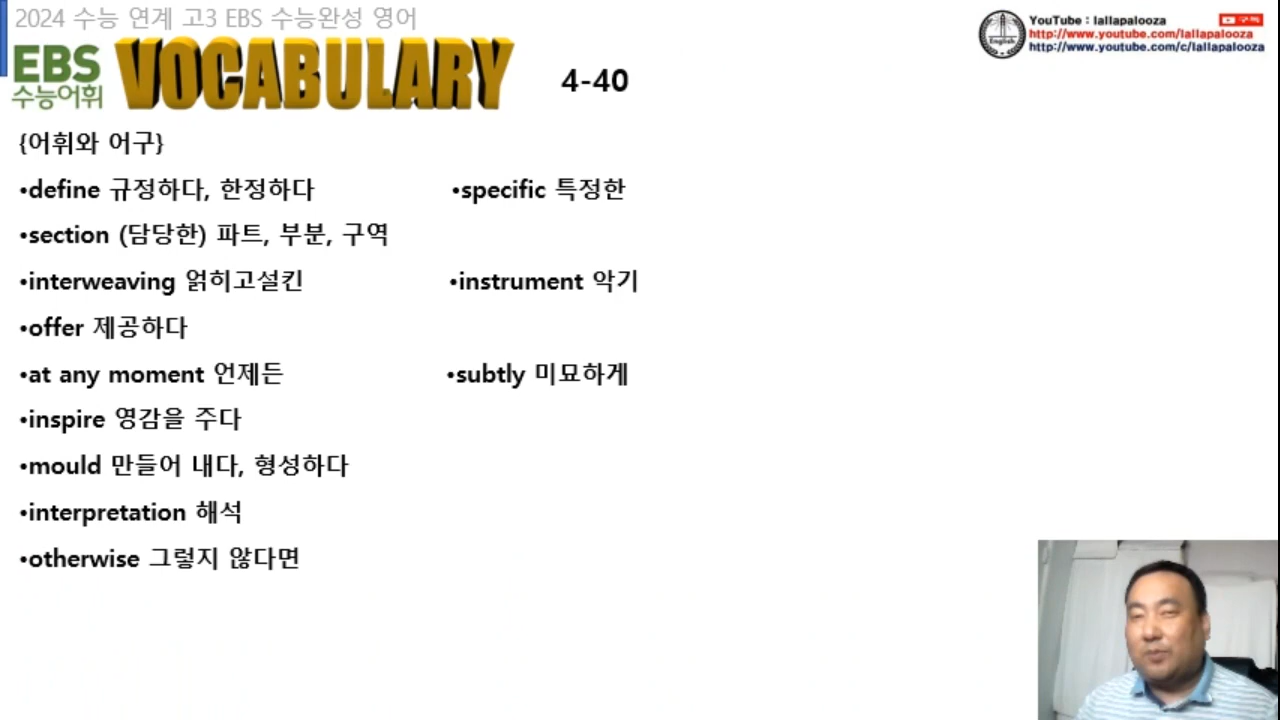 2024 수능 연계 고3 EBS 수능완성 영어
EBS
수능어휘
VOCABULARY
4-40
YouTube : lallapalooza
구독
http://www.youtube.com/lallapalooza
http://www.youtube.com/c/lallapalooza
English
{어휘와 어구}
•define 규정하다, 한정하다 •specific 특정한
•section (담당한) 파트, 부분, 구역
•interweaving 얽히고설킨 •instrument 악기
•offer 제공하다
•at any moment 언제든 •subtly 미묘하게
•inspire 영감을 주다
•mould 만들어 내다, 형성하다
•interpretation 해석
•otherwise 그렇지 않다면